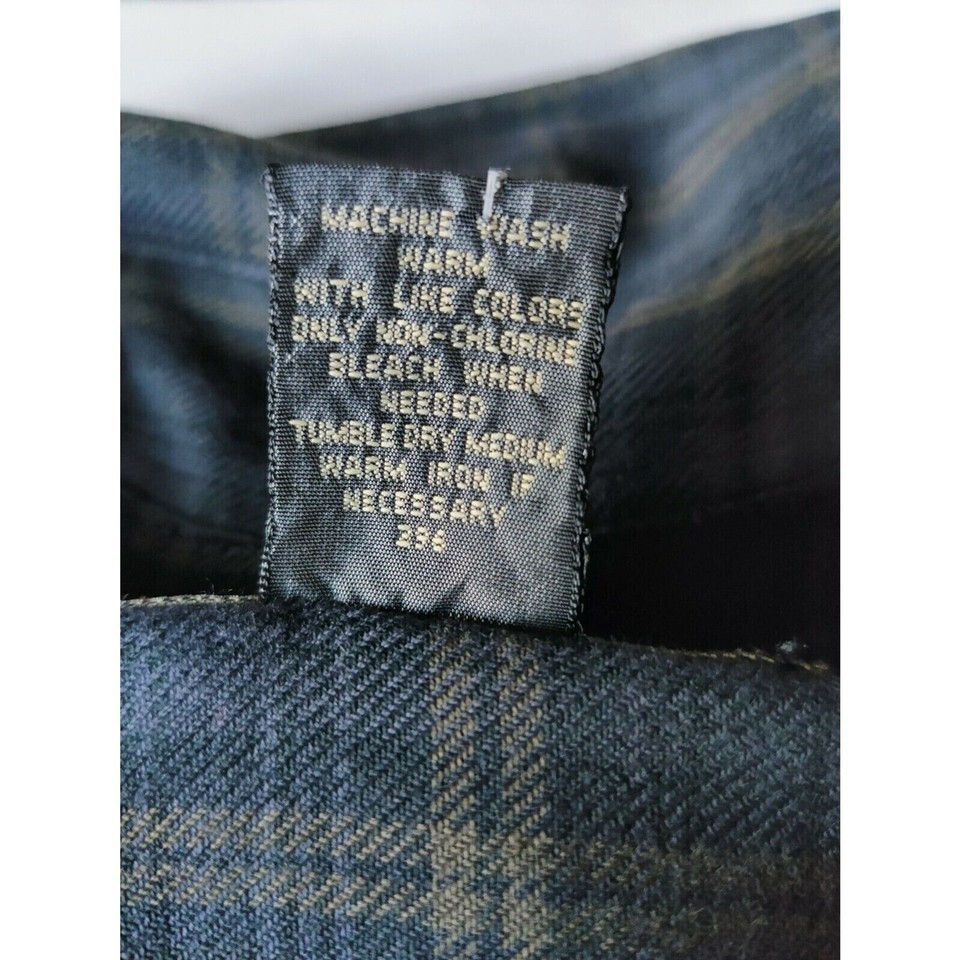 MACHINE WASH
WARM
WITH LIKE COLORS
ONLY NON-CHLORINE
BLEACH WHEN
NEEDED
TUMBLE DRY MEDIUM
WARM IRON IF
NECESSARY
236